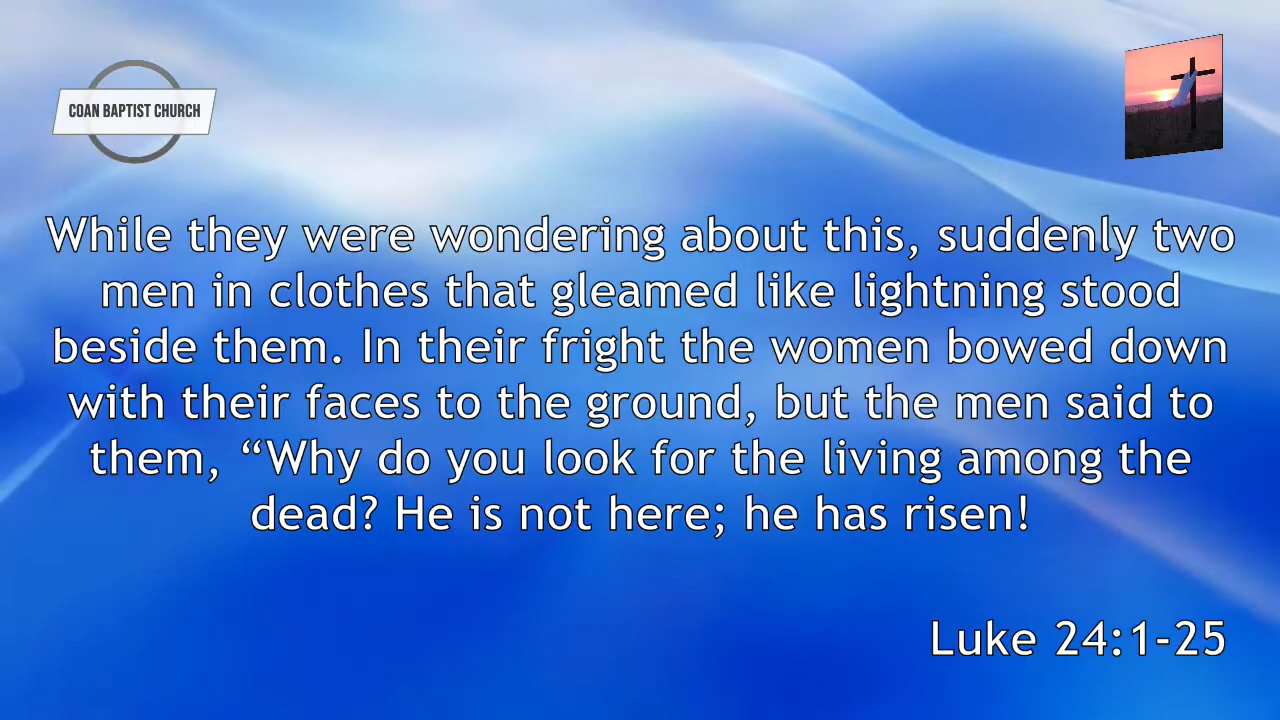 COAN BAPTIST CHURCH
While they were wondering about this, suddenly two
men in clothes that gleamed like lightning stood
beside them. In their fright the women bowed down
with their faces to the ground, but the men said to
them, “Why do you look for the living among the
dead? He is not here; he has risen!
Luke 24:1-25